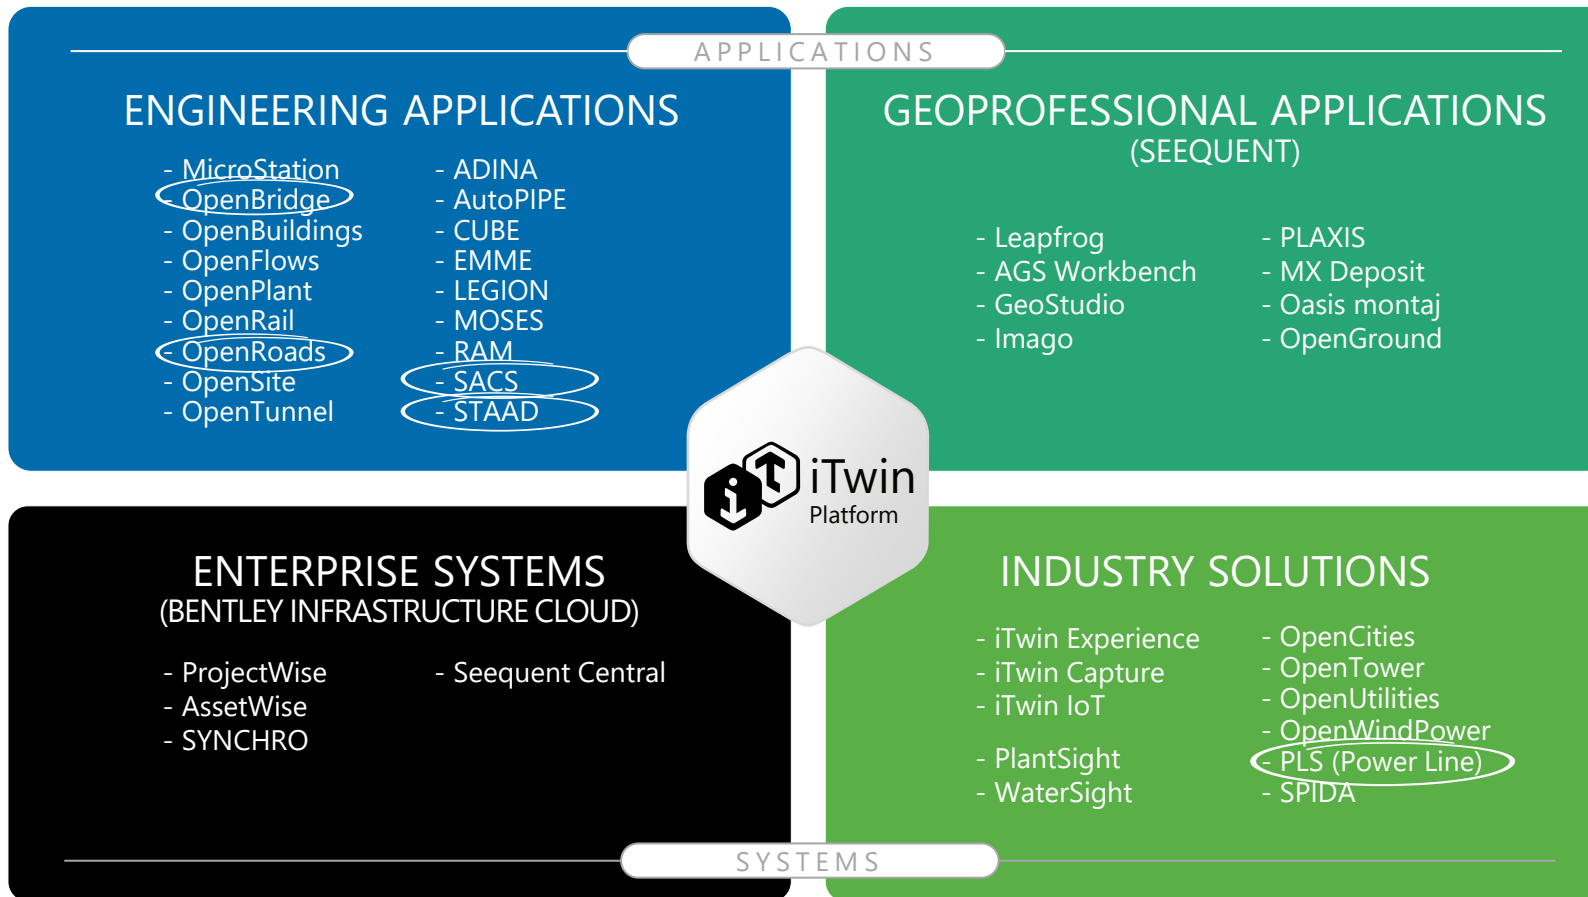 APPLICATIONS
ENGINEERING APPLICATIONS
- MicroStation
- OpenBridge
- OpenBuildings
- OpenFlows
- OpenPlant
- OpenRail
- OpenRoads
- OpenSite
- OpenTunnel
- ADINA
- AutoPIPE
- CUBE
- EMME
- LEGION
- MOSES
- RAM
- SACS
- STAAD
GEOPROFESSIONAL APPLICATIONS
(SEEQUENT)
- Leapfrog
- AGS Workbench
- GeoStudio
- Imago
- PLAXIS
- MX Deposit
- Oasis montaj
- OpenGround
iTwin
Platform
ENTERPRISE SYSTEMS
(BENTLEY INFRASTRUCTURE CLOUD)
- ProjectWise
- AssetWise
- SYNCHRO
- Seequent Central
INDUSTRY SOLUTIONS
- iTwin Experience
- iTwin Capture
- iTwin IoT
- PlantSight
- WaterSight
- OpenCities
- OpenTower
- OpenUtilities
- OpenWindPower
- PLS (Power Line)
- SPIDA
SYSTEMS